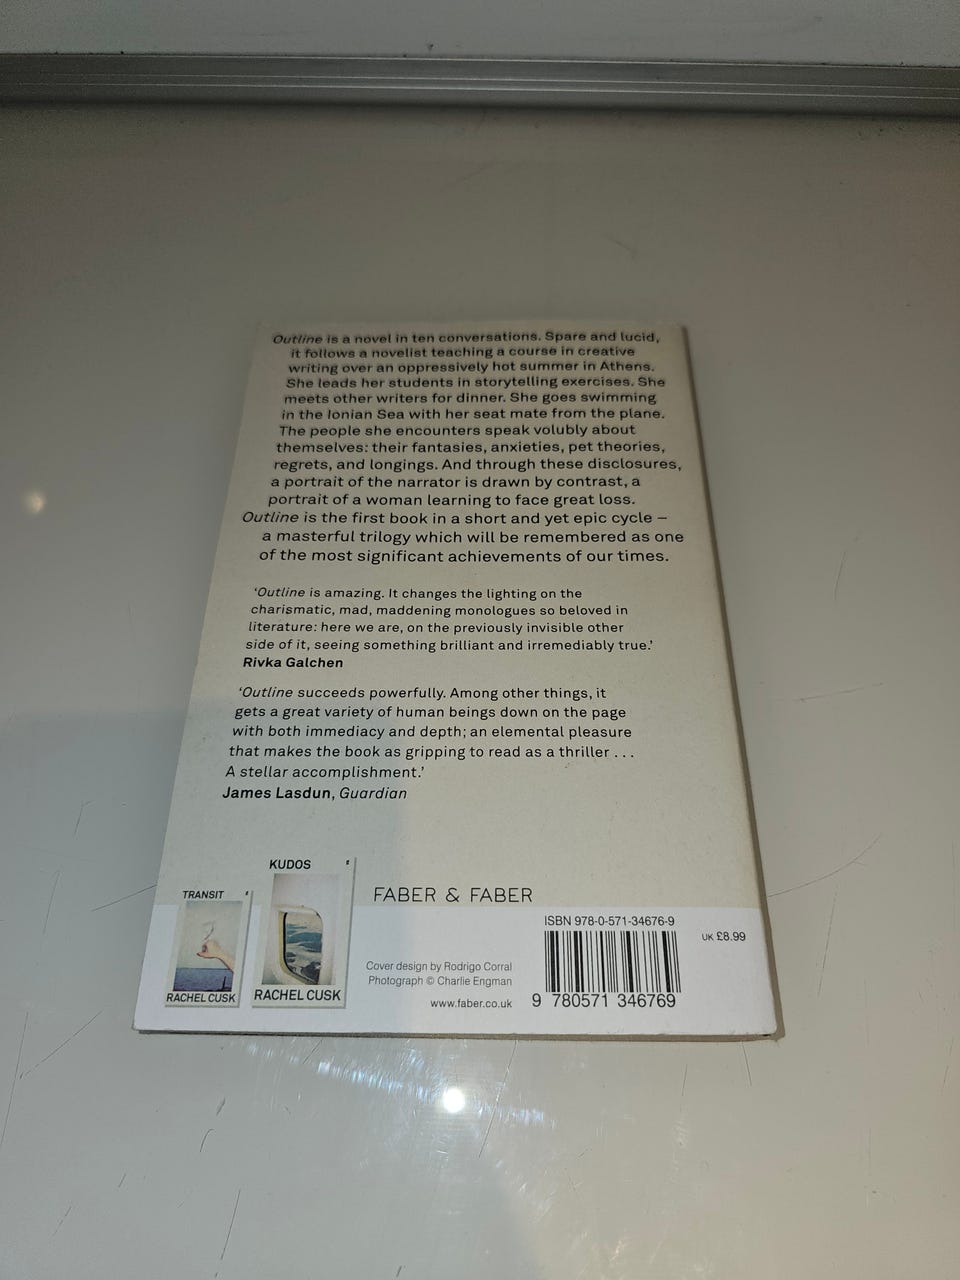 Outline is a novel in ten conversations. Spare and lucid,
it follows a novelist teaching a course in creative
writing over an oppressively hot summer in Athens.
She leads her students in storytelling exercises. She
meets other writers for dinner. She goes swimming
in the Ionian Sea with her seat mate from the plane.
The people she encounters speak volubly about
themselves: their fantasies, anxieties, pet theories,
regrets, and longings. And through these disclosures,
a portrait of the narrator is drawn by contrast, a
portrait of a woman learning to face great loss.
Outline is the first book in a short and yet epic cycle –
a masterful trilogy which will be remembered as one
of the most significant achievements of our times.
‘Outline is amazing. It changes the lighting on the
charismatic, mad, maddening monologues so beloved in
literature: here we are, on the previously invisible other
side of it, seeing something brilliant and irremediably true.’
Rivka Galchen
‘Outline succeeds powerfully. Among other things, it
gets a great variety of human beings down on the page
with both immediacy and depth; an elemental pleasure
that makes the book as gripping to read as a thriller . . .
A stellar accomplishment.’
James Lasdun, Guardian
TRANSIT
RACHEL CUSK
KUDOS
RACHEL CUSK
FABER & FABER
Cover design by Rodrigo Corral
Photograph © Charlie Engman
www.faber.co.uk
ISBN 978-0-571-34676-9
9 780571 346769
UK £8.99